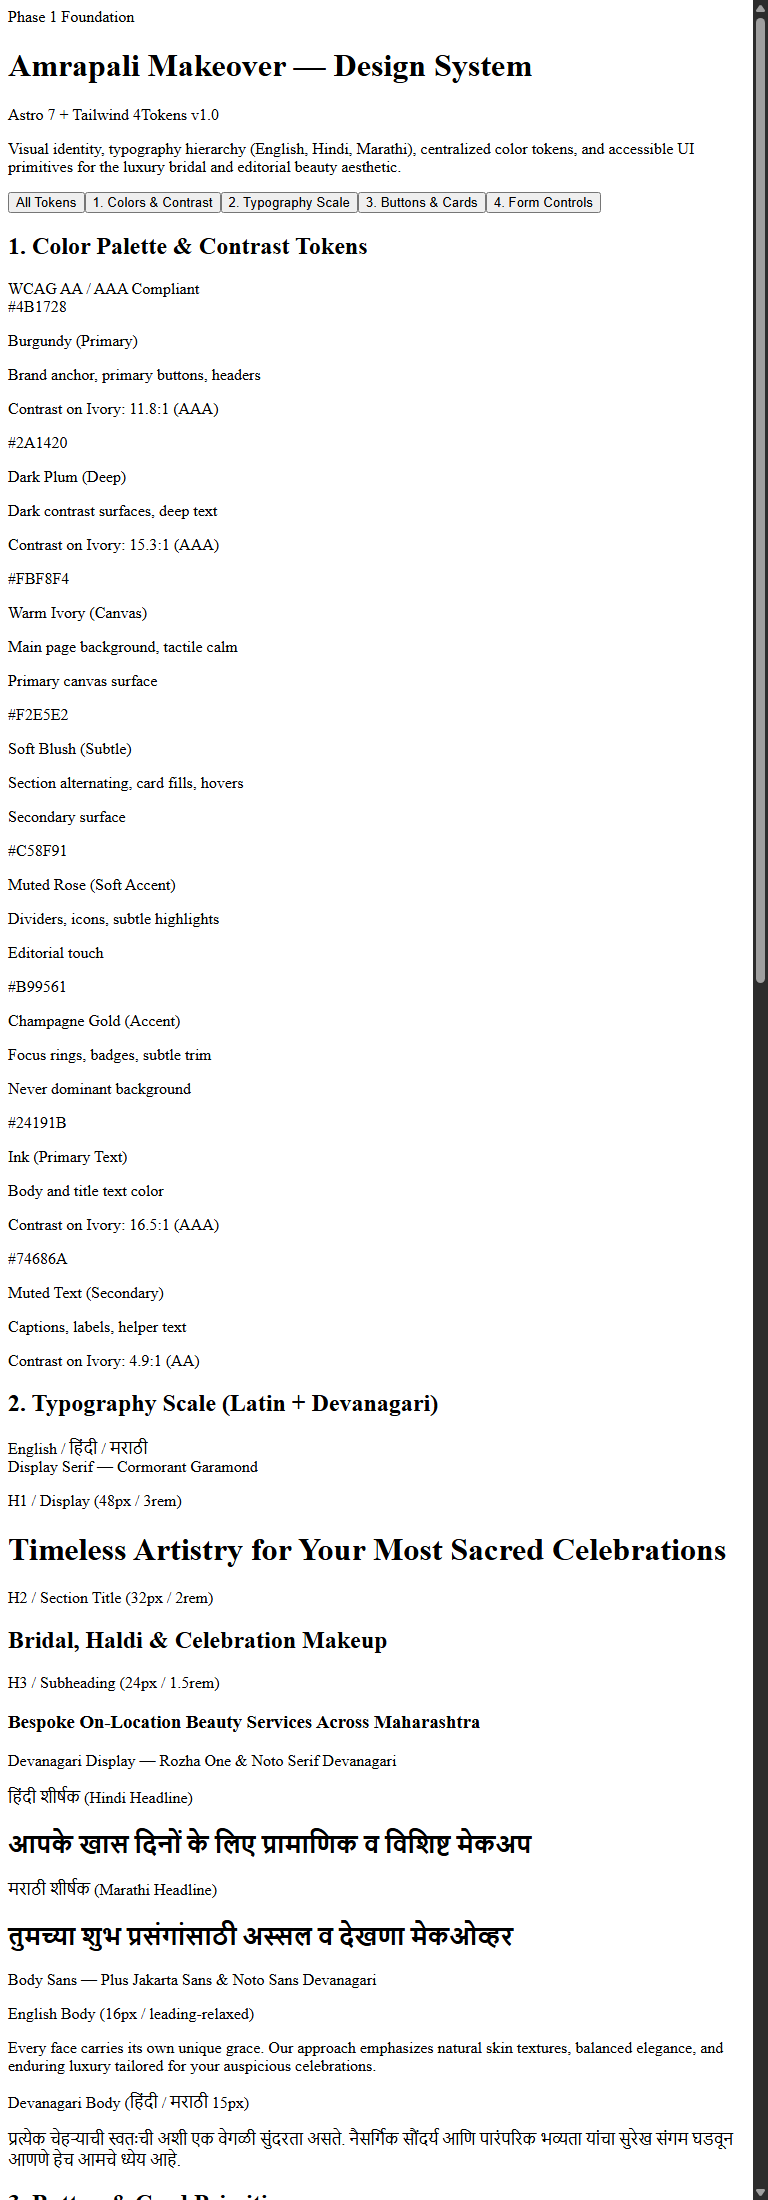 Phase 1 Foundation
Amrapali Makeover — Design System
Astro 7 + Tailwind 4Tokens v1.0
Visual identity, typography hierarchy (English, Hindi, Marathi), centralized color tokens, and accessible UI
primitives for the luxury bridal and editorial beauty aesthetic.
All Tokens 1. Colors & Contrast 2. Typography Scale 3. Buttons & Cards 4. Form Controls
1. Color Palette & Contrast Tokens
WCAG AA / AAA Compliant
#4B1728
Burgundy (Primary)
Brand anchor, primary buttons, headers
Contrast on Ivory: 11.8:1 (AAA)
#2A1420
Dark Plum (Deep)
Dark contrast surfaces, deep text
Contrast on Ivory: 15.3:1 (AAA)
#FBF8F4
Warm Ivory (Canvas)
Main page background, tactile calm
Primary canvas surface
#F2E5E2
Soft Blush (Subtle)
Section alternating, card fills, hovers
Secondary surface
#C58F91
Muted Rose (Soft Accent)
Dividers, icons, subtle highlights
Editorial touch
#B99561
Champagne Gold (Accent)
Focus rings, badges, subtle trim
Never dominant background
#24191B
Ink (Primary Text)
Body and title text color
Contrast on Ivory: 16.5:1 (AAA)
#74686A
Muted Text (Secondary)
Captions, labels, helper text
Contrast on Ivory: 4.9:1 (AA)
2. Typography Scale (Latin + Devanagari)
English / हिंदी / मराठी
Display Serif — Cormorant Garamond
H1 / Display (48px / 3rem)
Timeless Artistry for Your Most Sacred Celebrations
H2 / Section Title (32px / 2rem)
Bridal, Haldi & Celebration Makeup
H3 / Subheading (24px / 1.5rem)
Bespoke On-Location Beauty Services Across Maharashtra
Devanagari Display — Rozha One & Noto Serif Devanagari
हिंदी शीर्षक (Hindi Headline)
आपके खास दिनों के लिए प्रामाणिक व विशिष्ट मेकअप
मराठी शीर्षक (Marathi Headline)
तुमच्या शुभ प्रसंगांसाठी अस्सल व देखणा मेकओव्हर
Body Sans — Plus Jakarta Sans & Noto Sans Devanagari
English Body (16px / leading-relaxed)
Every face carries its own unique grace. Our approach emphasizes natural skin textures, balanced elegance, and
enduring luxury tailored for your auspicious celebrations.
Devanagari Body (हिंदी / मराठी 15px)
प्रत्येक चेहऱ्याची स्वतःची अशी एक वेगळी सुंदरता असते. नैसर्गिक सौंदर्य आणि पारंपरिक भव्यता यांचा सुरेख संगम घडवून
आणणे हेच आमचे ध्येय आहे.